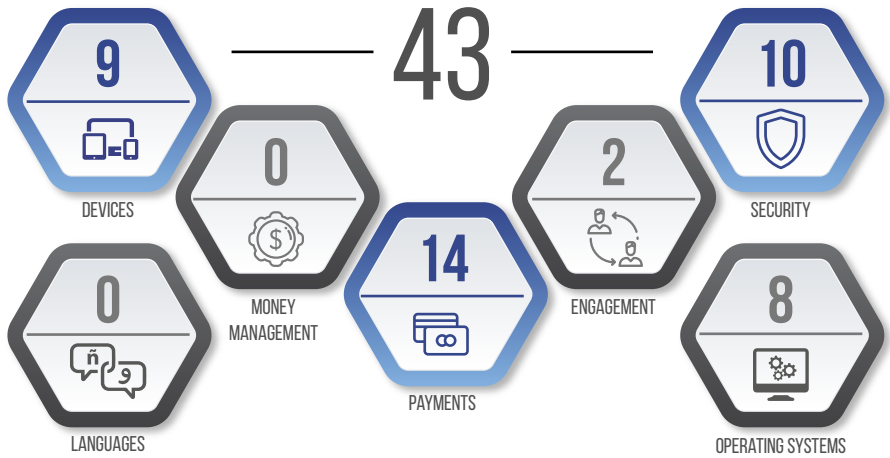 43
9
DEVICES
10
SECURITY
0
MONEY
MANAGEMENT
2
ENGAGEMENT
14
PAYMENTS
0
ñ
و
LANGUAGES
8
OPERATING SYSTEMS
$